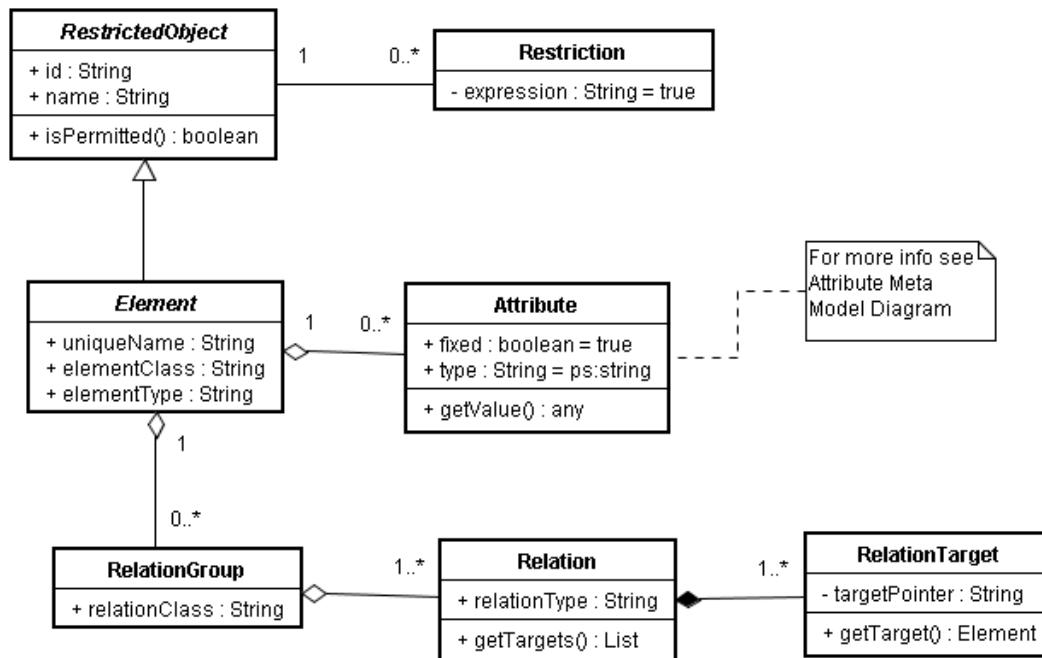 RestrictedObject
+ id : String
+ name : String
+ isPermitted() : boolean
1
0..*
Restriction
- expression : String = true
Element
+ uniqueName : String
+ elementClass : String
+ elementType : String
1
0..*
Attribute
+ fixed : boolean = true
+ type : String = ps:string
+ getValue() : any
For more info see
Attribute Meta
Model Diagram
1
0..*
RelationGroup
+ relationClass : String
1..*
Relation
+ relationType : String
+ getTargets() : List
1..*
RelationTarget
- targetPointer : String
+ getTarget() : Element